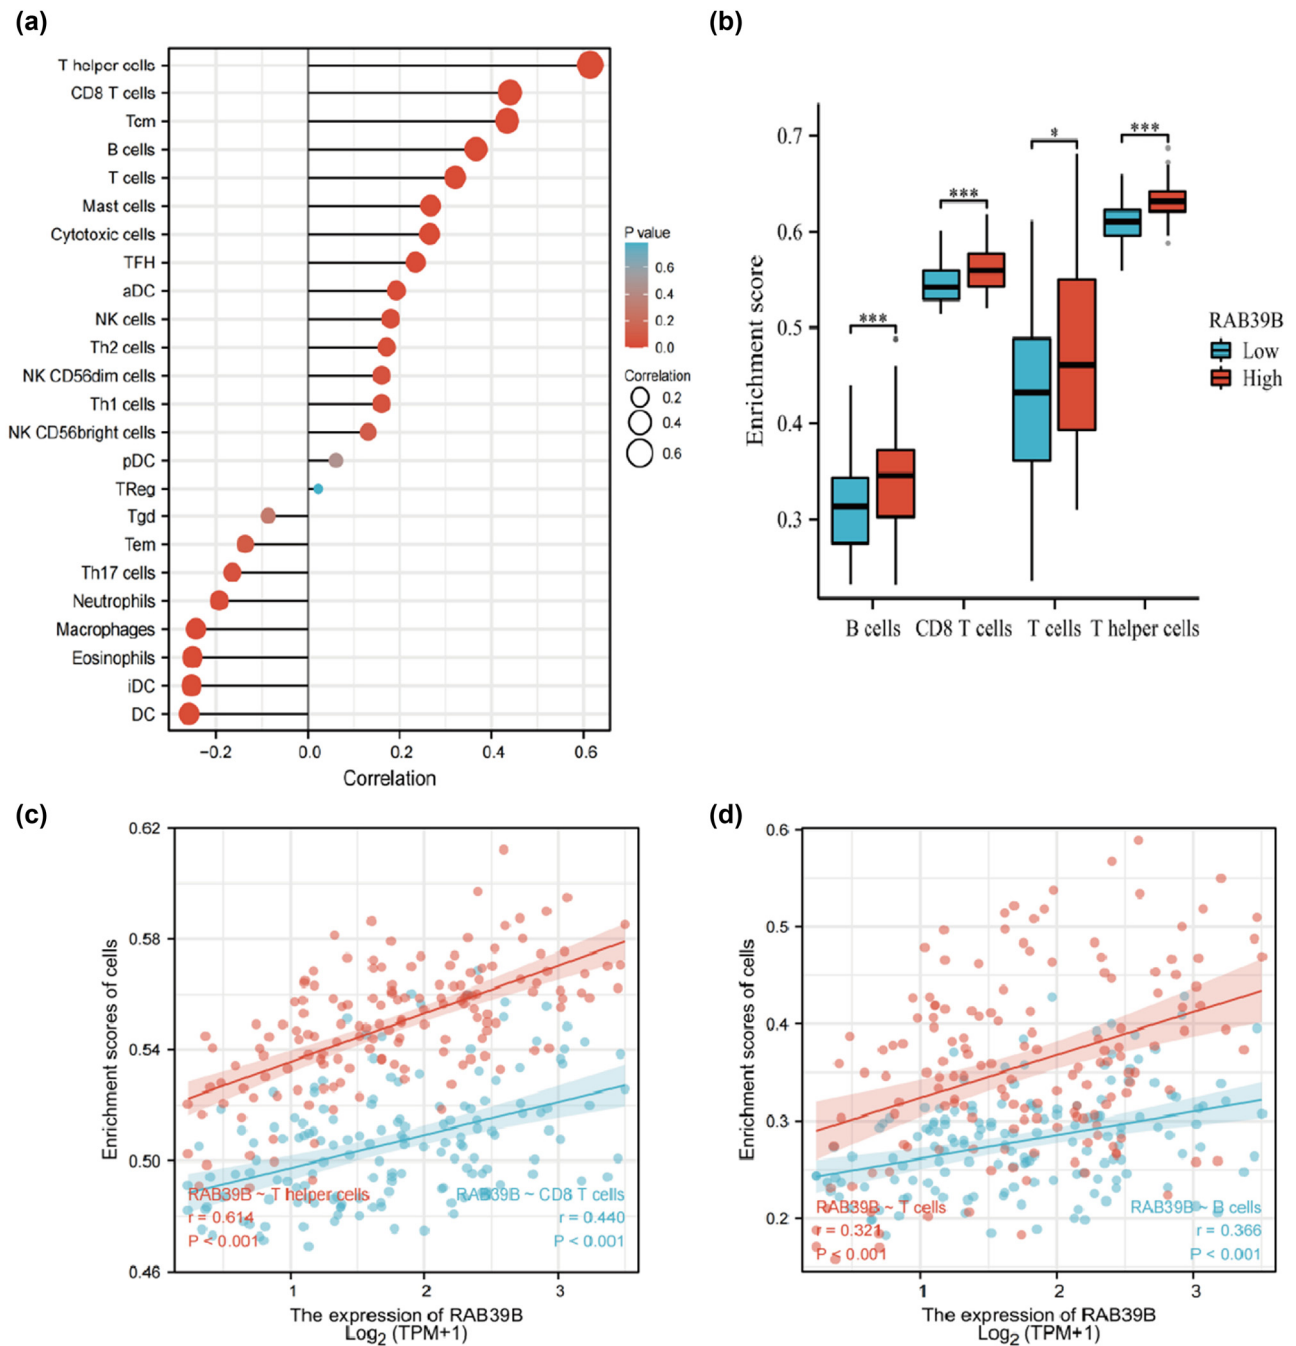 (a)
T helper cells
CD8 T cells
Tcm
B cells
T cells
Mast cells
Cytotoxic cells
TFH
aDC
NK cells
Th2 cells
NK CD56dim cells
Th1 cells
NK CD56bright cells
pDC
TReg
Tgd
Tem
Th17 cells
Neutrophils
Macrophages
Eosinophils
iDC
DC
−0.2 0.0 0.2 0.4 0.6
Correlation
P value
0.6
0.4
0.2
0.0
Correlation
0.2
0.4
0.6
(b)
Enrichment score
0.7
0.6
0.5
0.4
0.3
*** *** * ***
B cells CD8 T cells T cells T helper cells
RAB39B
Low
High
(c)
Enrichment scores of cells
0.62
0.58
0.54
0.50
0.46
RAB39B ~ T helper cells
r = 0.614
P < 0.001
RAB39B ~ CD8 T cells
r = 0.440
P < 0.001
1 2 3
The expression of RAB39B
Log2 (TPM+1)
(d)
Enrichment scores of cells
0.6
0.5
0.4
0.3
0.2
RAB39B ~ T cells
r = 0.321
P < 0.001
RAB39B ~ B cells
r = 0.366
P < 0.001
1 2 3
The expression of RAB39B
Log2 (TPM+1)